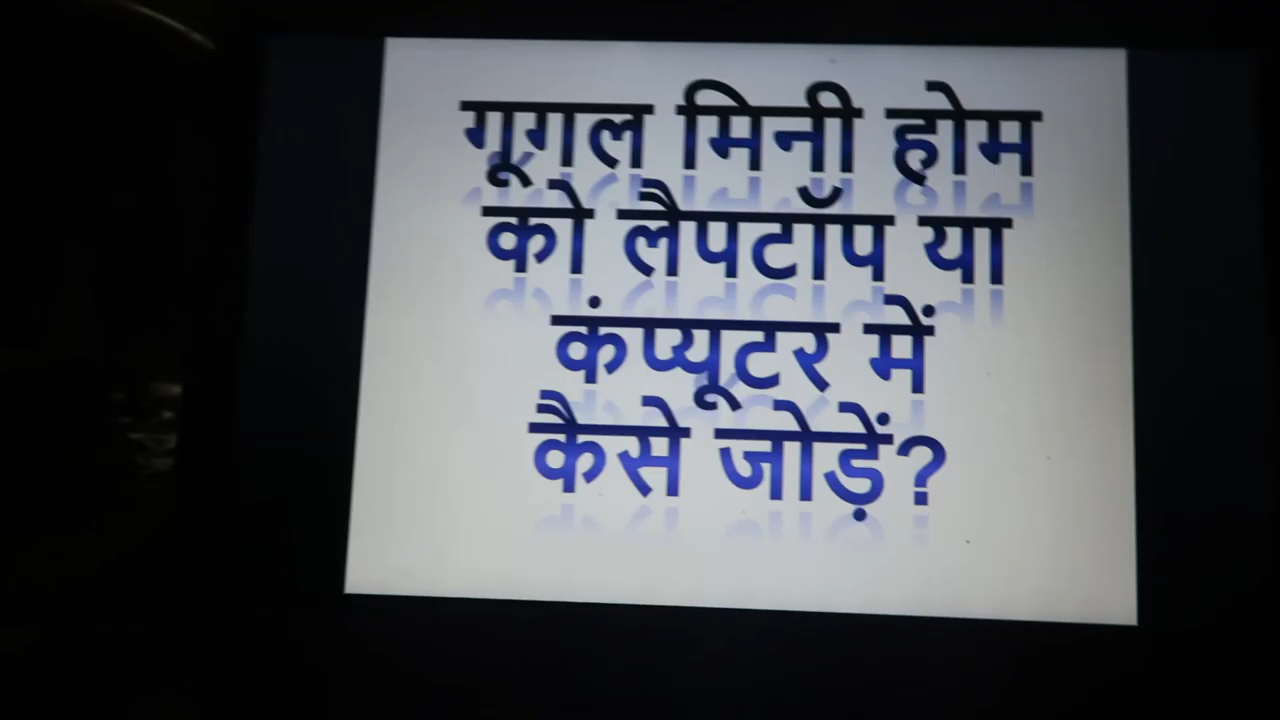 गूगल मिनी होम
को लैपटॉप या
कंप्यूटर में
कैसे जोड़ें?